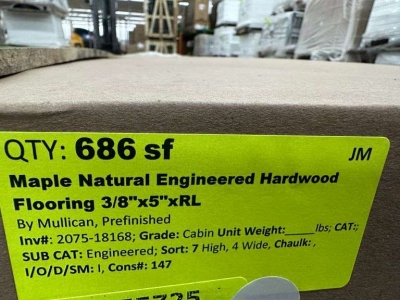 QTY: 686 sf
JM
Maple Natural Engineered Hardwood
Flooring 3/8"x5"xRL
By Mullican, Prefinished
Inv#: 2075-18168; Grade: Cabin Unit Weight:_____lbs; CAT:;
SUB CAT: Engineered; Sort: 7 High, 4 Wide, Chaulk: ,
I/O/D/SM: I, Cons#: 147